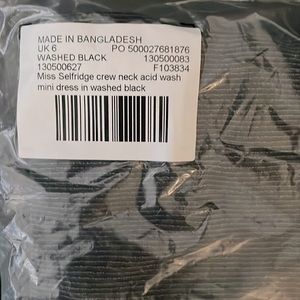 MADE IN BANGLADESH
UK 6 PO 500027681876
WASHED BLACK 130500083
130500627 F103834
Miss Selfridge crew neck acid wash
mini dress in washed black